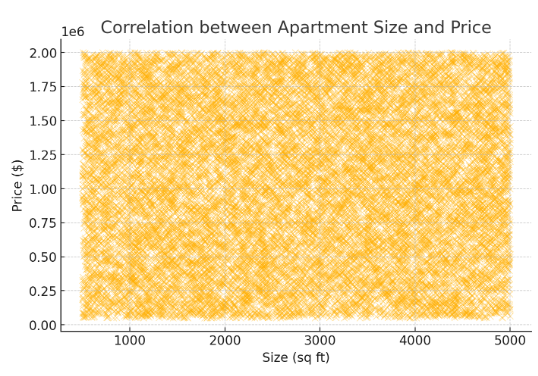 Correlation between Apartment Size and Price
1e6
2.00
1.75
1.50
1.25
1.00
0.75
0.50
0.25
0.00
Price ($)
1000 2000 3000 4000 5000
Size (sq ft)